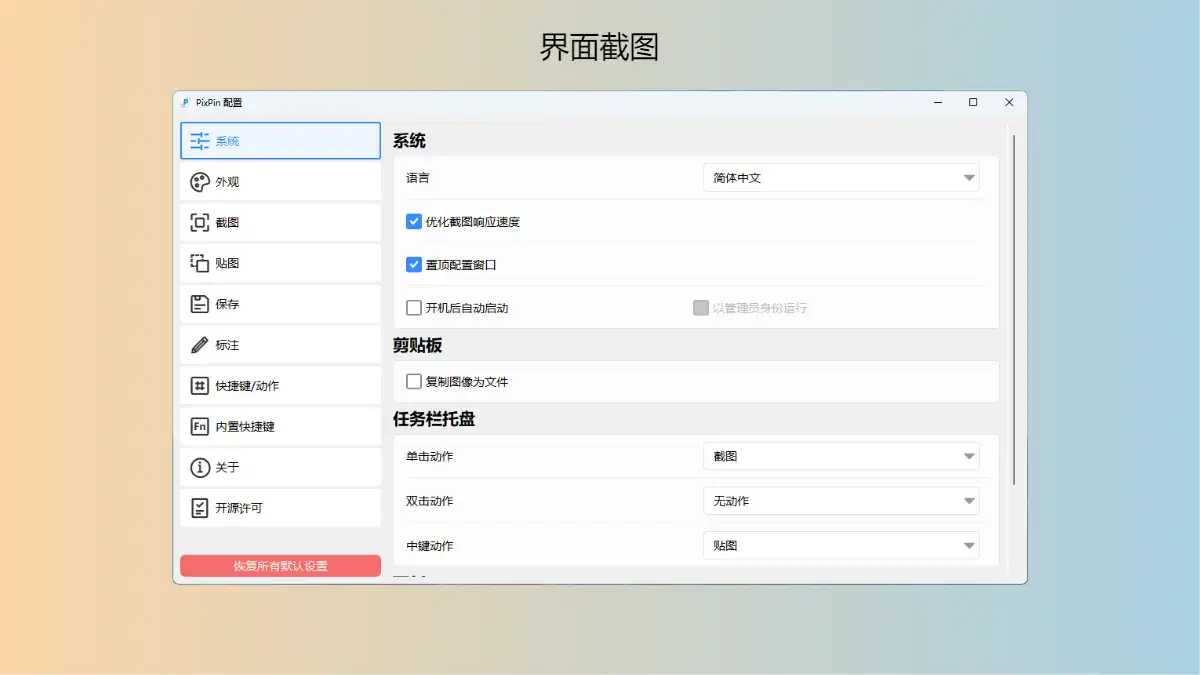 界面截图
PixPin 配置
系统
外观
截图
贴图
保存
标注
快捷键/动作
Fn 内置快捷键
关于
开源许可
恢复所有默认设置
系统
语言 简体中文
优化截图响应速度
置顶配置窗口
开机后自动启动 以管理员身份运行
剪贴板
复制图像为文件
任务栏托盘
单击动作 截图
双击动作 无动作
中键动作 贴图